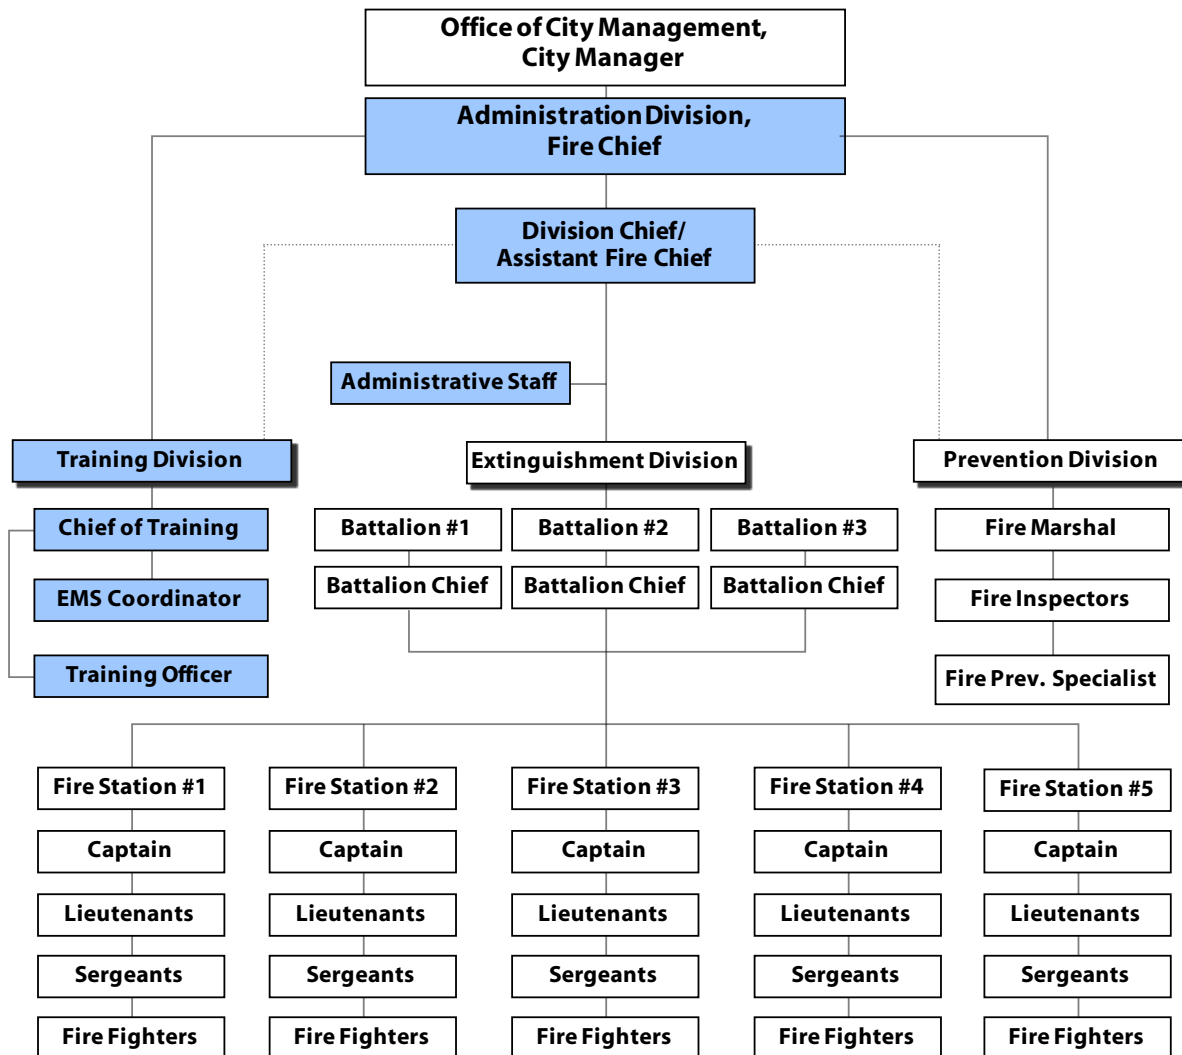 Office of City Management,
City Manager
Administration Division,
Fire Chief
Division Chief/
Assistant Fire Chief
Administrative Staff
Training Division
Extinguishment Division
Prevention Division
Chief of Training
Battalion #1
Battalion #2
Battalion #3
Fire Marshal
EMS Coordinator
Battalion Chief
Battalion Chief
Battalion Chief
Fire Inspectors
Training Officer
Fire Prev. Specialist
Fire Station #1
Fire Station #2
Fire Station #3
Fire Station #4
Fire Station #5
Captain
Captain
Captain
Captain
Captain
Lieutenants
Lieutenants
Lieutenants
Lieutenants
Lieutenants
Sergeants
Sergeants
Sergeants
Sergeants
Sergeants
Fire Fighters
Fire Fighters
Fire Fighters
Fire Fighters
Fire Fighters